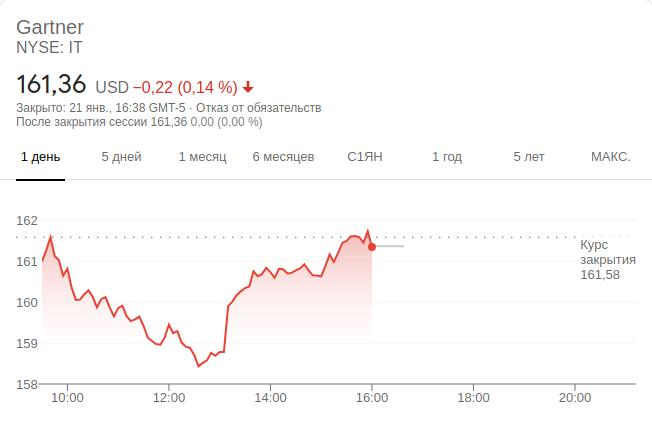 Gartner
NYSE: IT
161,36 USD −0,22 (0,14 %)
Закрыто: 21 янв., 16:38 GMT-5 · Отказ от обязательств
После закрытия сессии 161,36 0,00 (0,00 %)
1 день 5 дней 1 месяц 6 месяцев С1ЯН 1 год 5 лет МАКС.
162
161
160
159
158
Курс
закрытия
161,58
10:00 12:00 14:00 16:00 18:00 20:00